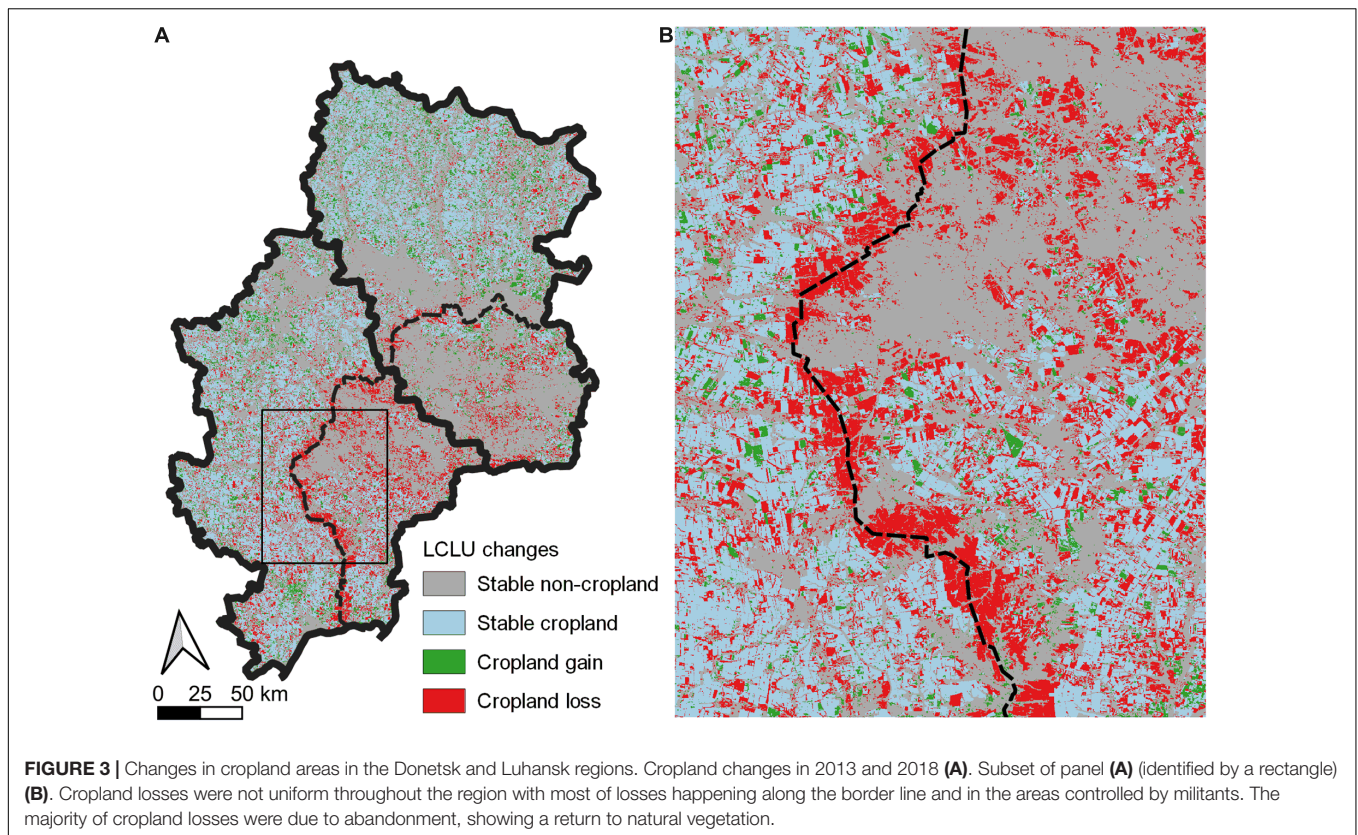 A
B
LCLU changes
Stable non-cropland
Stable cropland
Cropland gain
Cropland loss
0 25 50 km
FIGURE 3 | Changes in cropland areas in the Donetsk and Luhansk regions. Cropland changes in 2013 and 2018 (A). Subset of panel (A) (identified by a rectangle)
(B). Cropland losses were not uniform throughout the region with most of losses happening along the border line and in the areas controlled by militants. The
majority of cropland losses were due to abandonment, showing a return to natural vegetation.